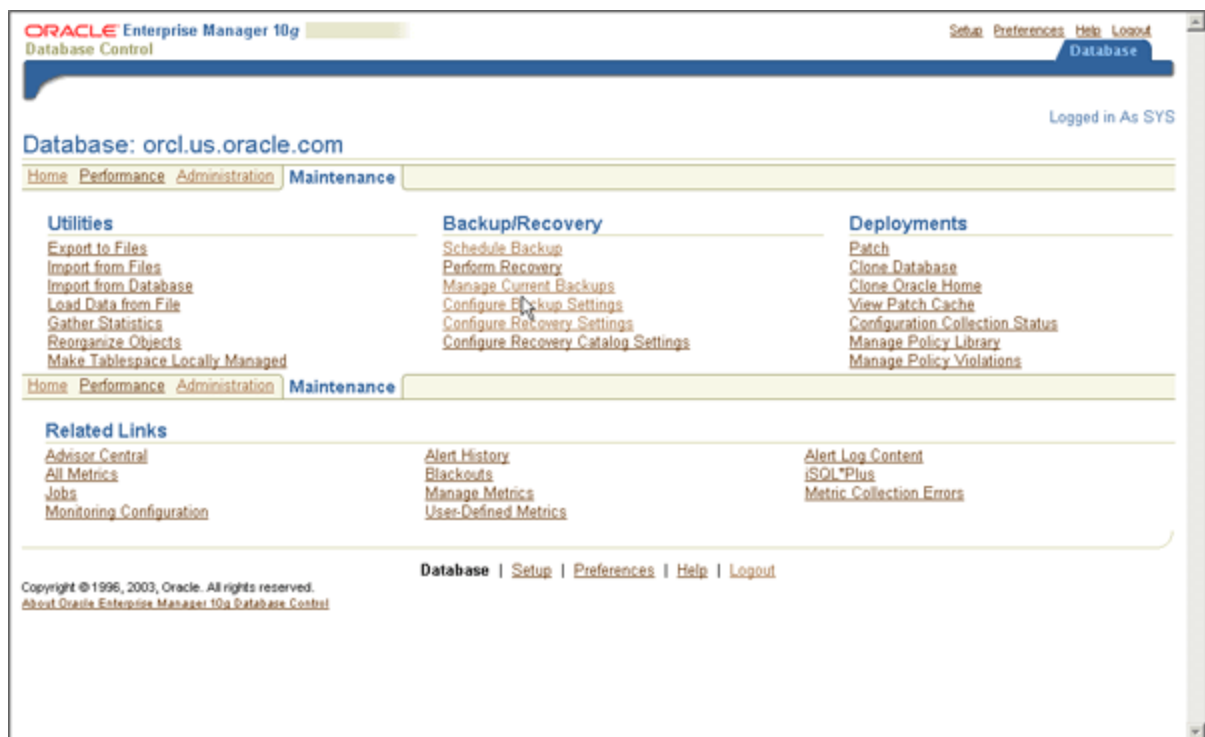 ORACLE Enterprise Manager 10g
Database Control
Setup Preferences Help Logout
Database
Logged in As SYS
Database: orcl.us.oracle.com
Home Performance Administration Maintenance
Utilities
Export to Files
Import from Files
Import from Database
Load Data from File
Gather Statistics
Reorganize Objects
Make Tablespace Locally Managed
Backup/Recovery
Schedule Backup
Perform Recovery
Manage Current Backups
Configure Backup Settings
Configure Recovery Settings
Configure Recovery Catalog Settings
Deployments
Patch
Clone Database
Clone Oracle Home
View Patch Cache
Configuration Collection Status
Manage Policy Library
Manage Policy Violations
Home Performance Administration Maintenance
Related Links
Advisor Central
All Metrics
Jobs
Monitoring Configuration
Alert History
Blackouts
Manage Metrics
User-Defined Metrics
Alert Log Content
iSQL*Plus
Metric Collection Errors
Database | Setup | Preferences | Help | Logout
Copyright © 1996, 2003, Oracle. All rights reserved.
About Oracle Enterprise Manager 10g Database Control